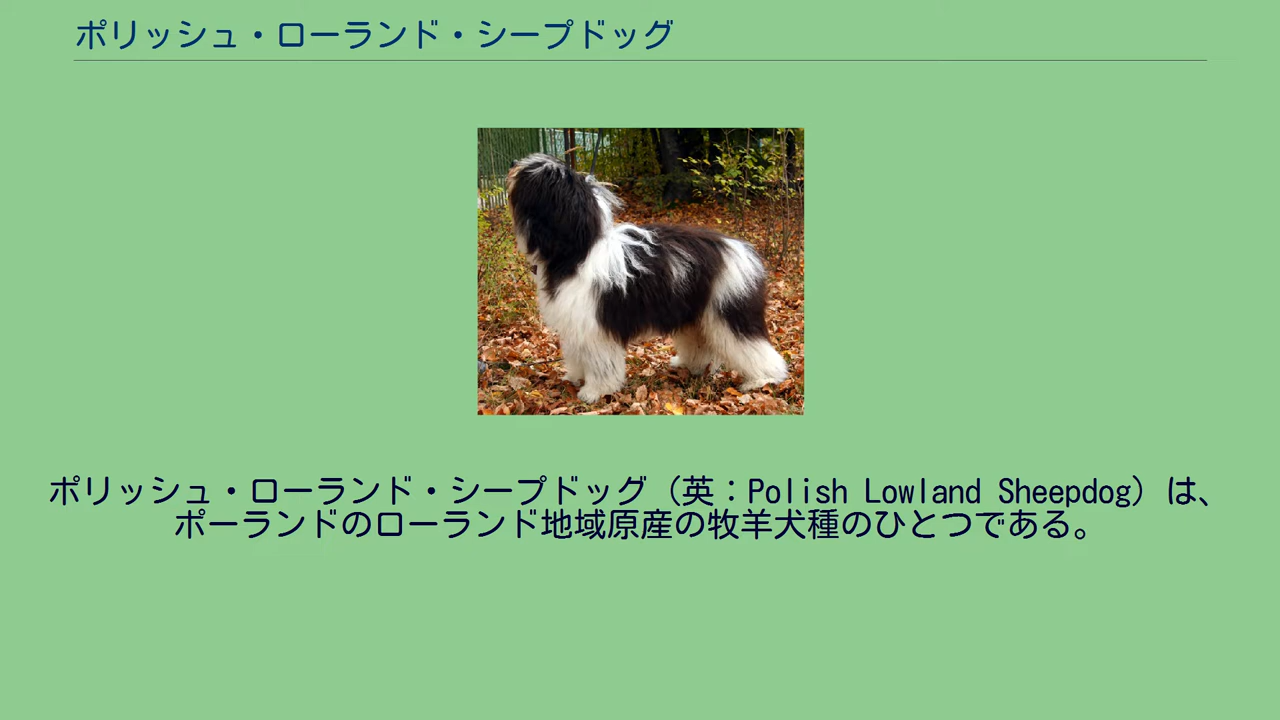 ポリッシュ・ローランド・シープドッグ
ポリッシュ・ローランド・シープドッグ（英：Polish Lowland Sheepdog）は、
ポーランドのローランド地域原産の牧羊犬種のひとつである。